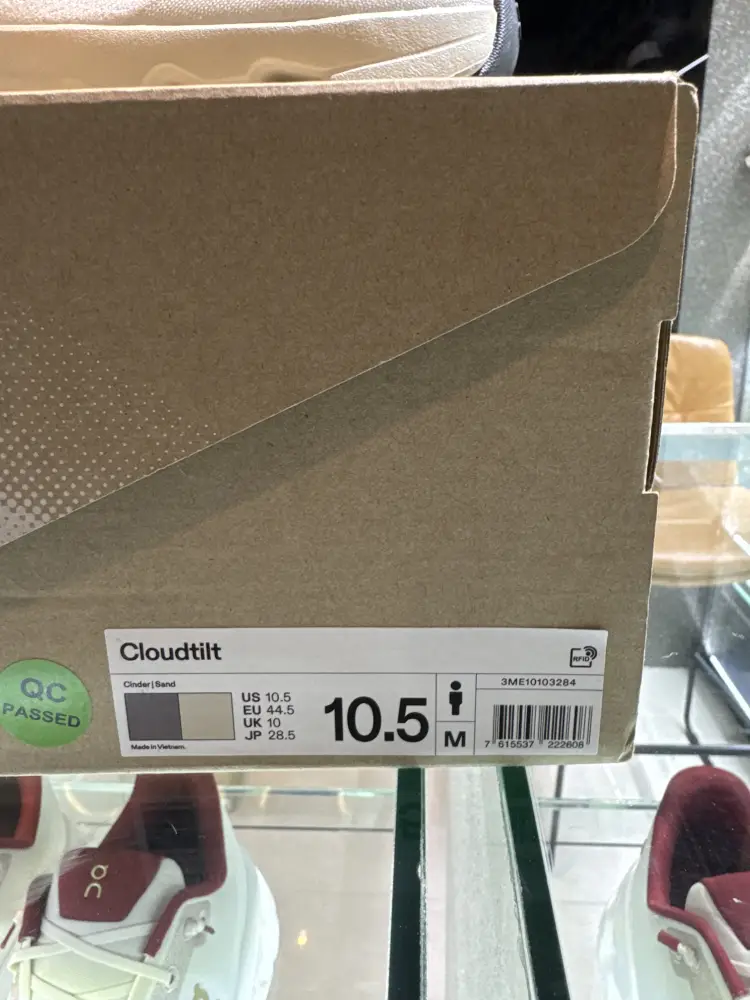 Cloudtilt
RFID
Cinder | Sand
US 10.5
EU 44.5
UK 10
JP 28.5
10.5
M
3ME10103284
7 615537 222608
Made in Vietnam.
QC
PASSED